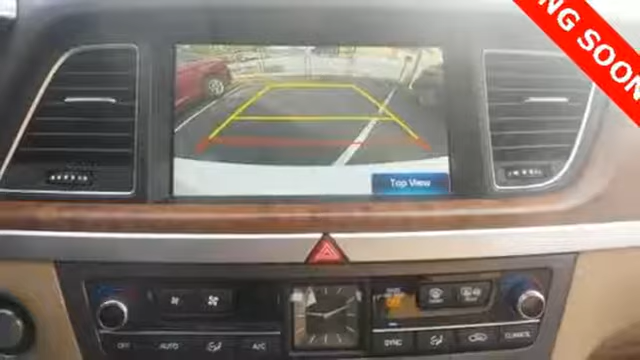 NG SOON
Top View
OFF
AUTO
A/C
SYNC
CLIMATE